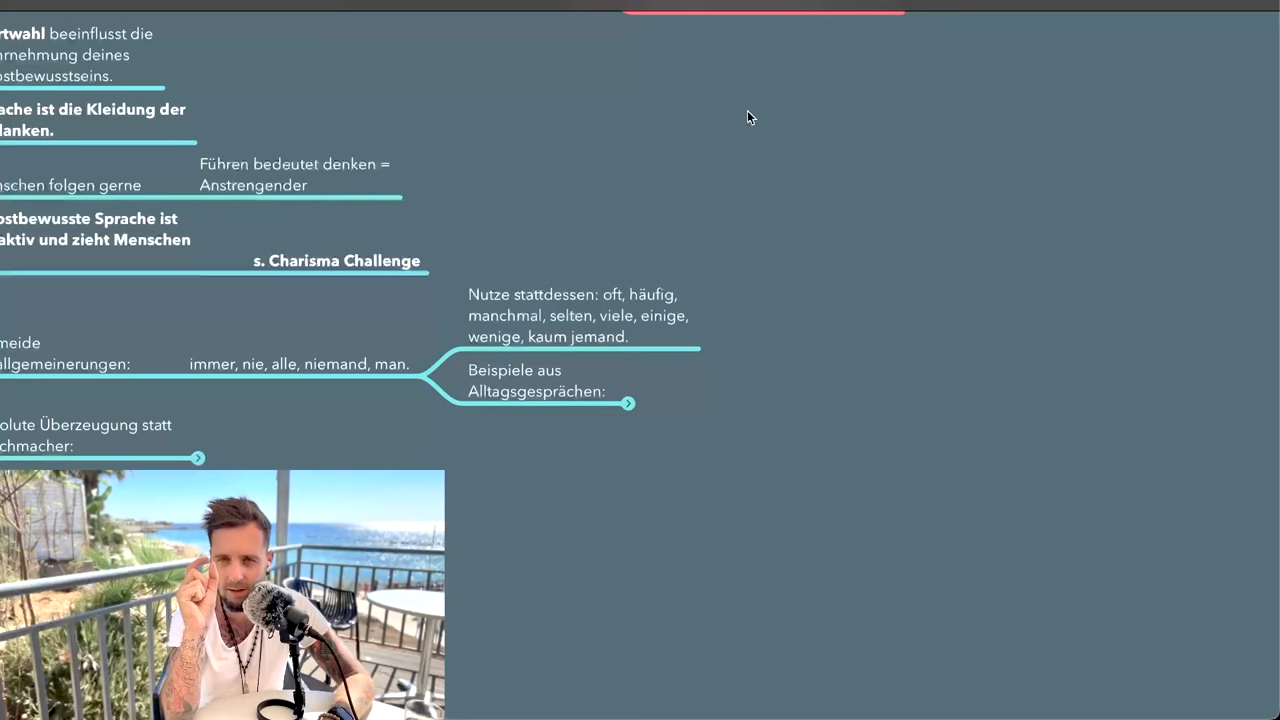 rtwahl beeinflusst die
hrnehmung deines
ostbewusstseins.
ache ist die Kleidung der
lanken.
Führen bedeutet denken =
nschen folgen gerne
Anstrengender
ostbewusste Sprache ist
aktiv und zieht Menschen
s. Charisma Challenge
Nutze stattdessen: oft, häufig,
manchmal, selten, viele, einige,
wenige, kaum jemand.
meide
allgemeinerungen:
immer, nie, alle, niemand, man.
Beispiele aus
Alltagsgesprächen:
olute Überzeugung statt
chmacher: